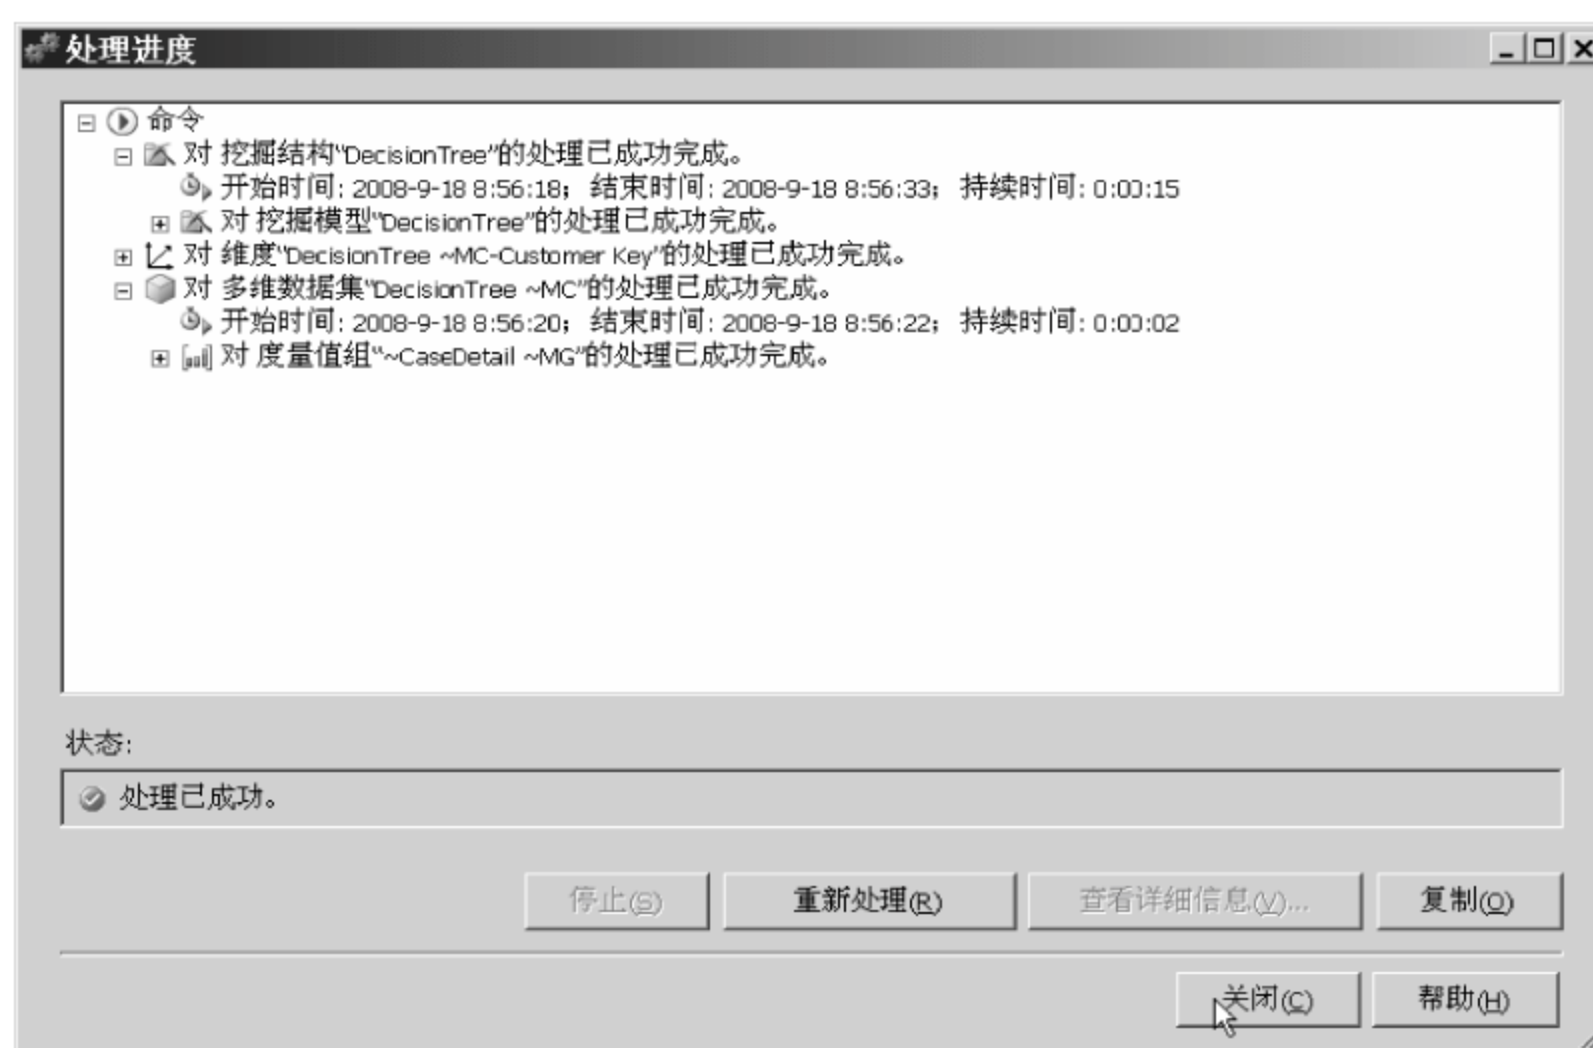 处理进度
命令
对 挖掘结构“DecisionTree”的处理已成功完成。
开始时间: 2008-9-18 8:56:18; 结束时间: 2008-9-18 8:56:33; 持续时间: 0:00:15
对 挖掘模型“DecisionTree”的处理已成功完成。
对 维度“DecisionTree ~MC-Customer Key”的处理已成功完成。
对 多维数据集“DecisionTree ~MC”的处理已成功完成。
开始时间: 2008-9-18 8:56:20; 结束时间: 2008-9-18 8:56:22; 持续时间: 0:00:02
对 度量值组“~CaseDetail ~MG”的处理已成功完成。
状态:
处理已成功。
停止(S) 重新处理(R) 查看详细信息(V)... 复制(O)
关闭(C) 帮助(H)